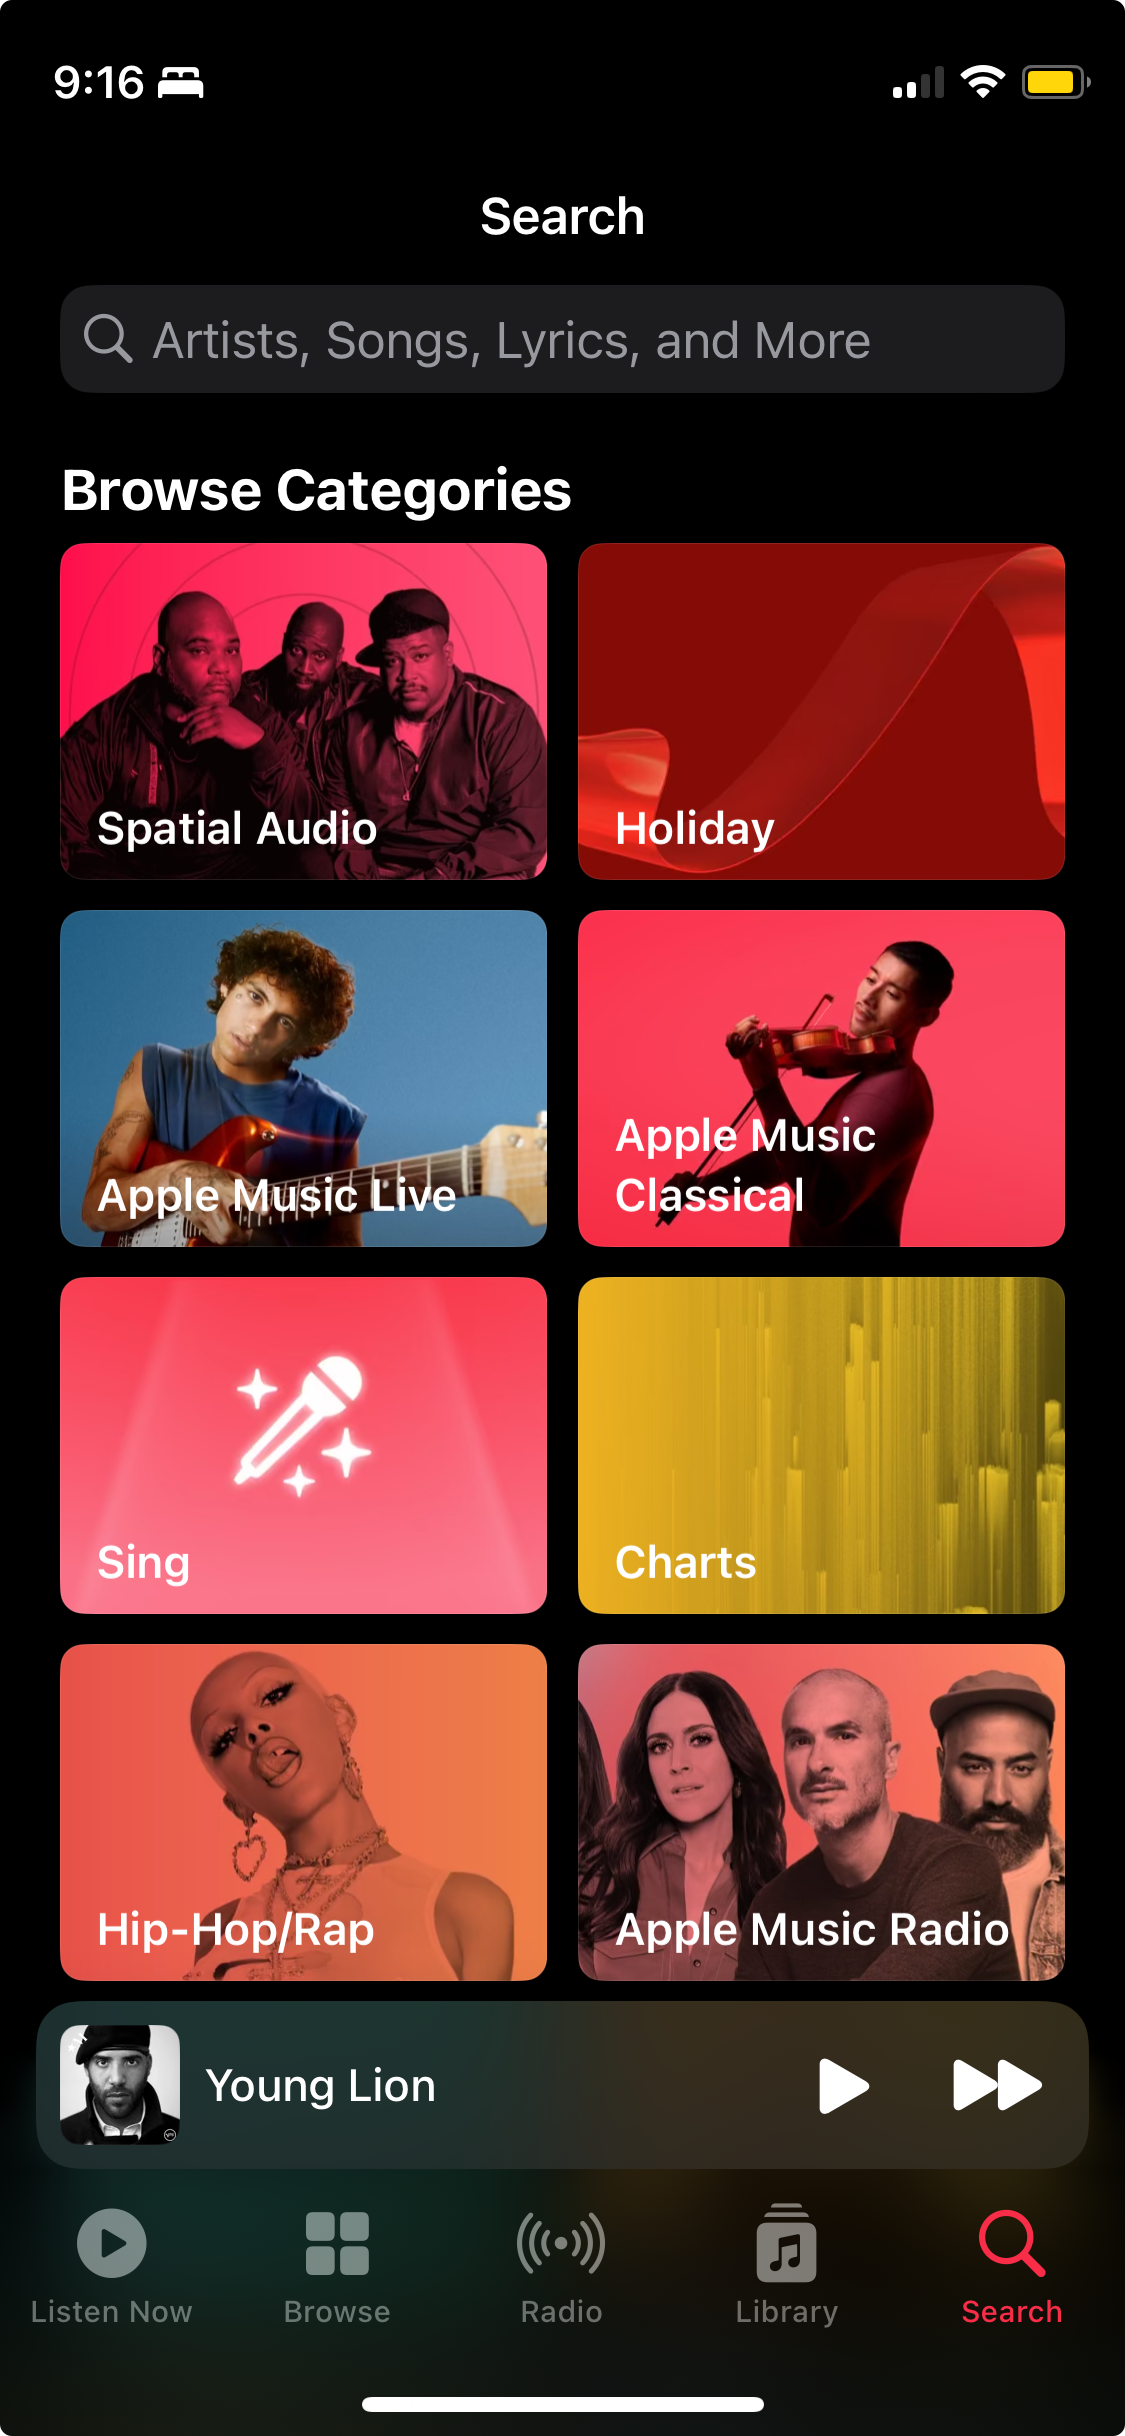 9:16
Search
Artists, Songs, Lyrics, and More
Browse Categories
Spatial Audio
Holiday
Apple Music Live
Apple Music
Classical
Sing
Charts
Hip-Hop/Rap
Apple Music Radio
Young Lion
Listen Now
Browse
Radio
Library
Search